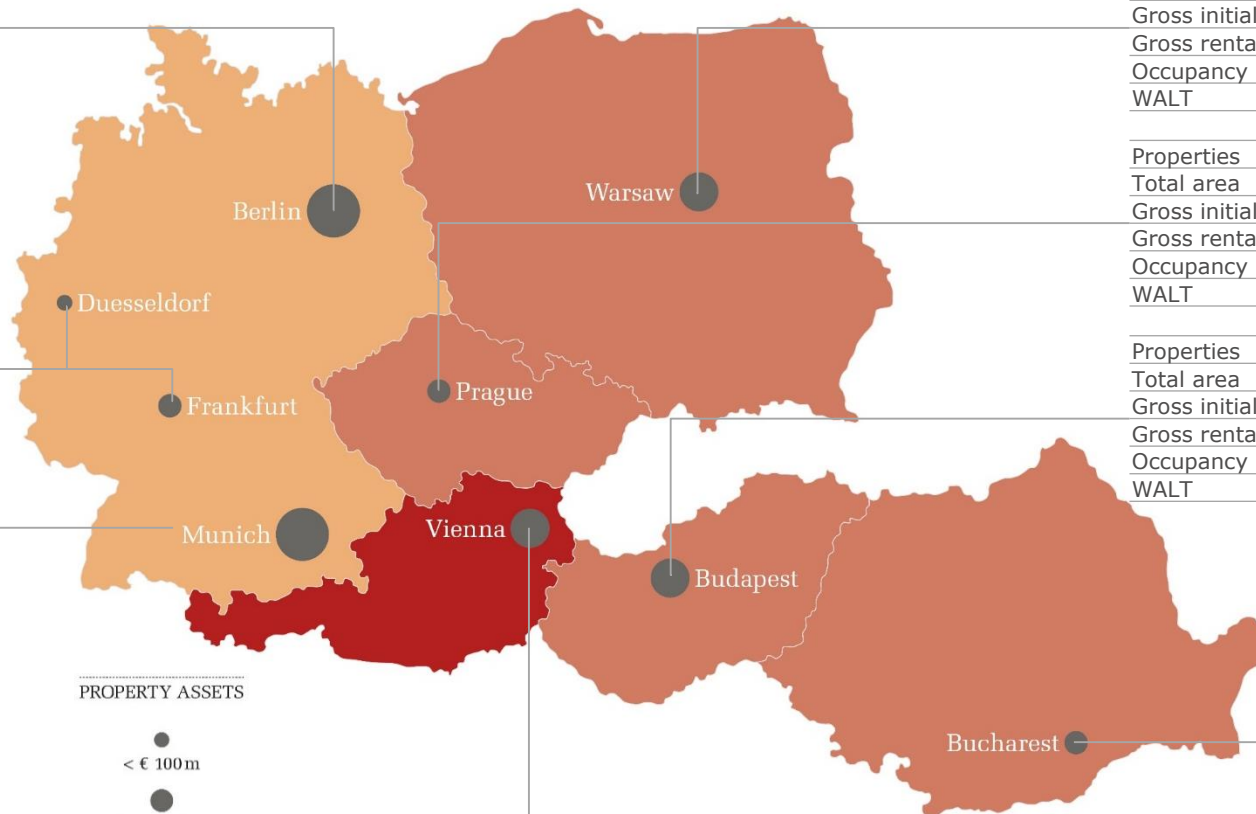 Gross initial
Gross renta
Occupancy
WALT
Properties
Total area
Gross initial
Gross renta
Occupancy
WALT
Properties
Total area
Gross initial
Gross renta
Occupancy
WALT
Berlin
Warsaw
Duesseldorf
Frankfurt
Prague
Munich
Vienna
Budapest
Bucharest
PROPERTY ASSETS
< € 100m